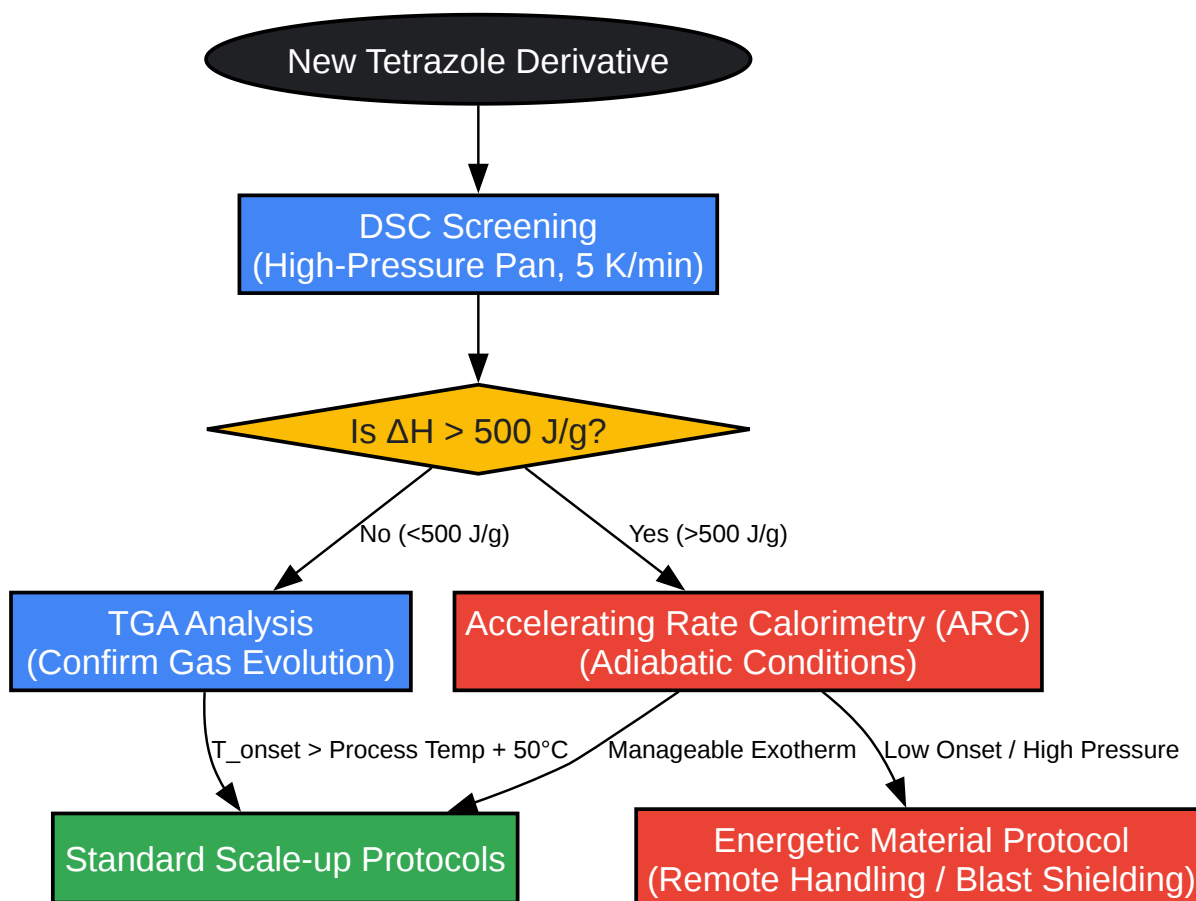 New Tetrazole Derivative
DSC Screening
(High-Pressure Pan, 5 K/min)
Is ΔH > 500 J/g?
No (<500 J/g)
Yes (>500 J/g)
TGA Analysis
(Confirm Gas Evolution)
Accelerating Rate Calorimetry (ARC)
(Adiabatic Conditions)
T_onset > Process Temp + 50°C
Manageable Exotherm
Low Onset / High Pressure
Standard Scale-up Protocols
Energetic Material Protocol
(Remote Handling / Blast Shielding)